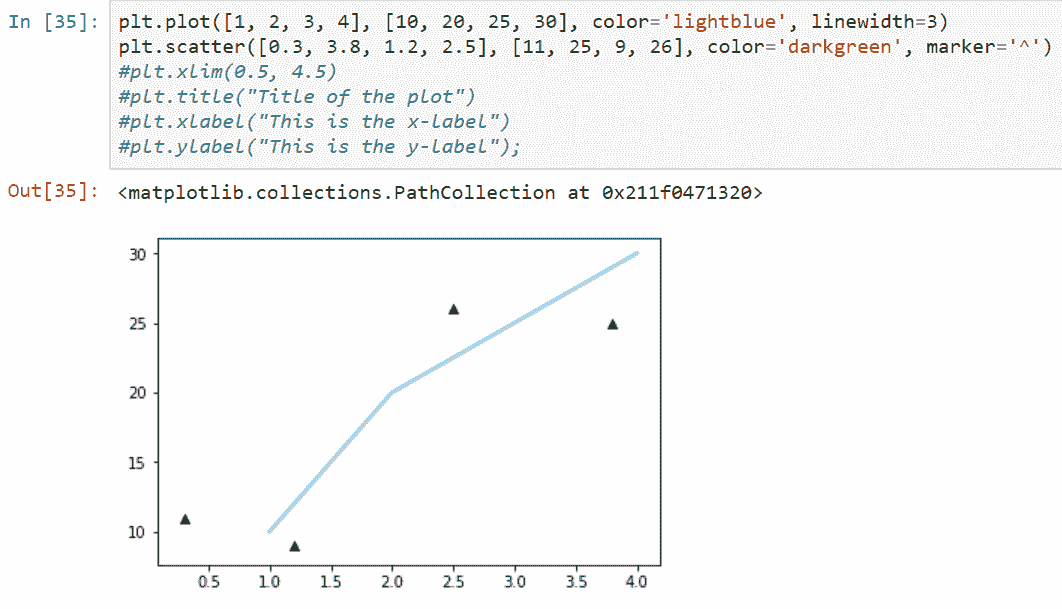 In [35]: plt.plot([1, 2, 3, 4], [10, 20, 25, 30], color='lightblue', linewidth=3)
plt.scatter([0.3, 3.8, 1.2, 2.5], [11, 25, 9, 26], color='darkgreen', marker='^')
#plt.xlim(0.5, 4.5)
#plt.title("Title of the plot")
#plt.xlabel("This is the x-label")
#plt.ylabel("This is the y-label");
Out[35]: <matplotlib.collections.PathCollection at 0x211f0471320>
30
25
20
15
10
0.5 1.0 1.5 2.0 2.5 3.0 3.5 4.0